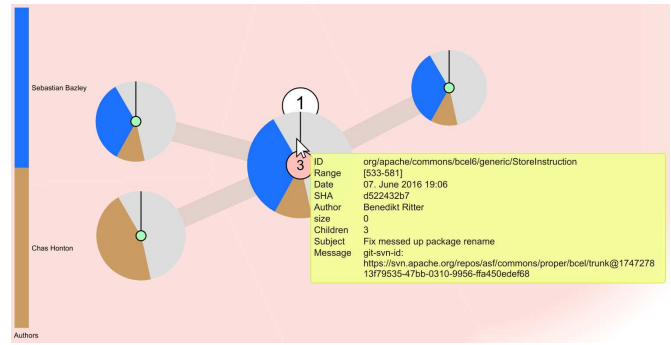 Sebastian Bazley
Chas Honton
Authors
1
3
ID org/apache/commons/bcel6/generic/StoreInstruction
Range [533-581]
Date 07. June 2016 19:06
SHA d522432b7
Author Benedikt Ritter
size 0
Children 3
Subject Fix messed up package rename
Message git-svn-id:
https://svn.apache.org/repos/asf/commons/proper/bcel/trunk@1747278
13f79535-47bb-0310-9956-ffa450edef68